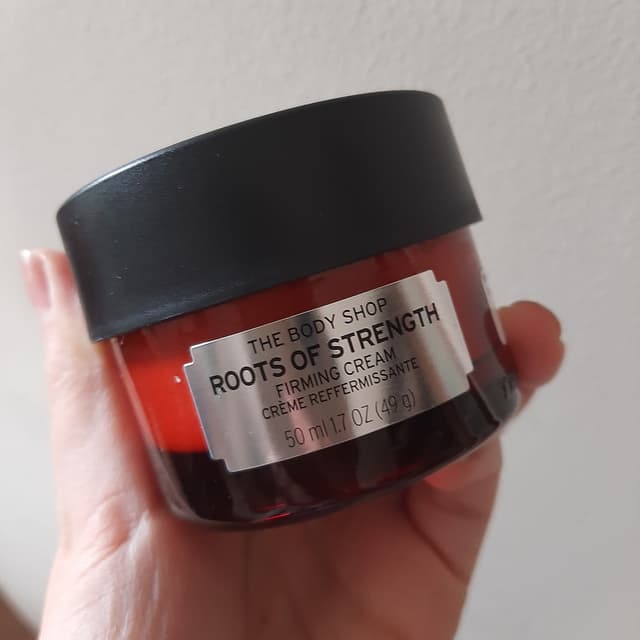 THE BODY SHOP
ROOTS OF STRENGTH
FIRMING CREAM
CRÈME REFFERMISSANTE
50 ml 1.7 OZ (49 g)